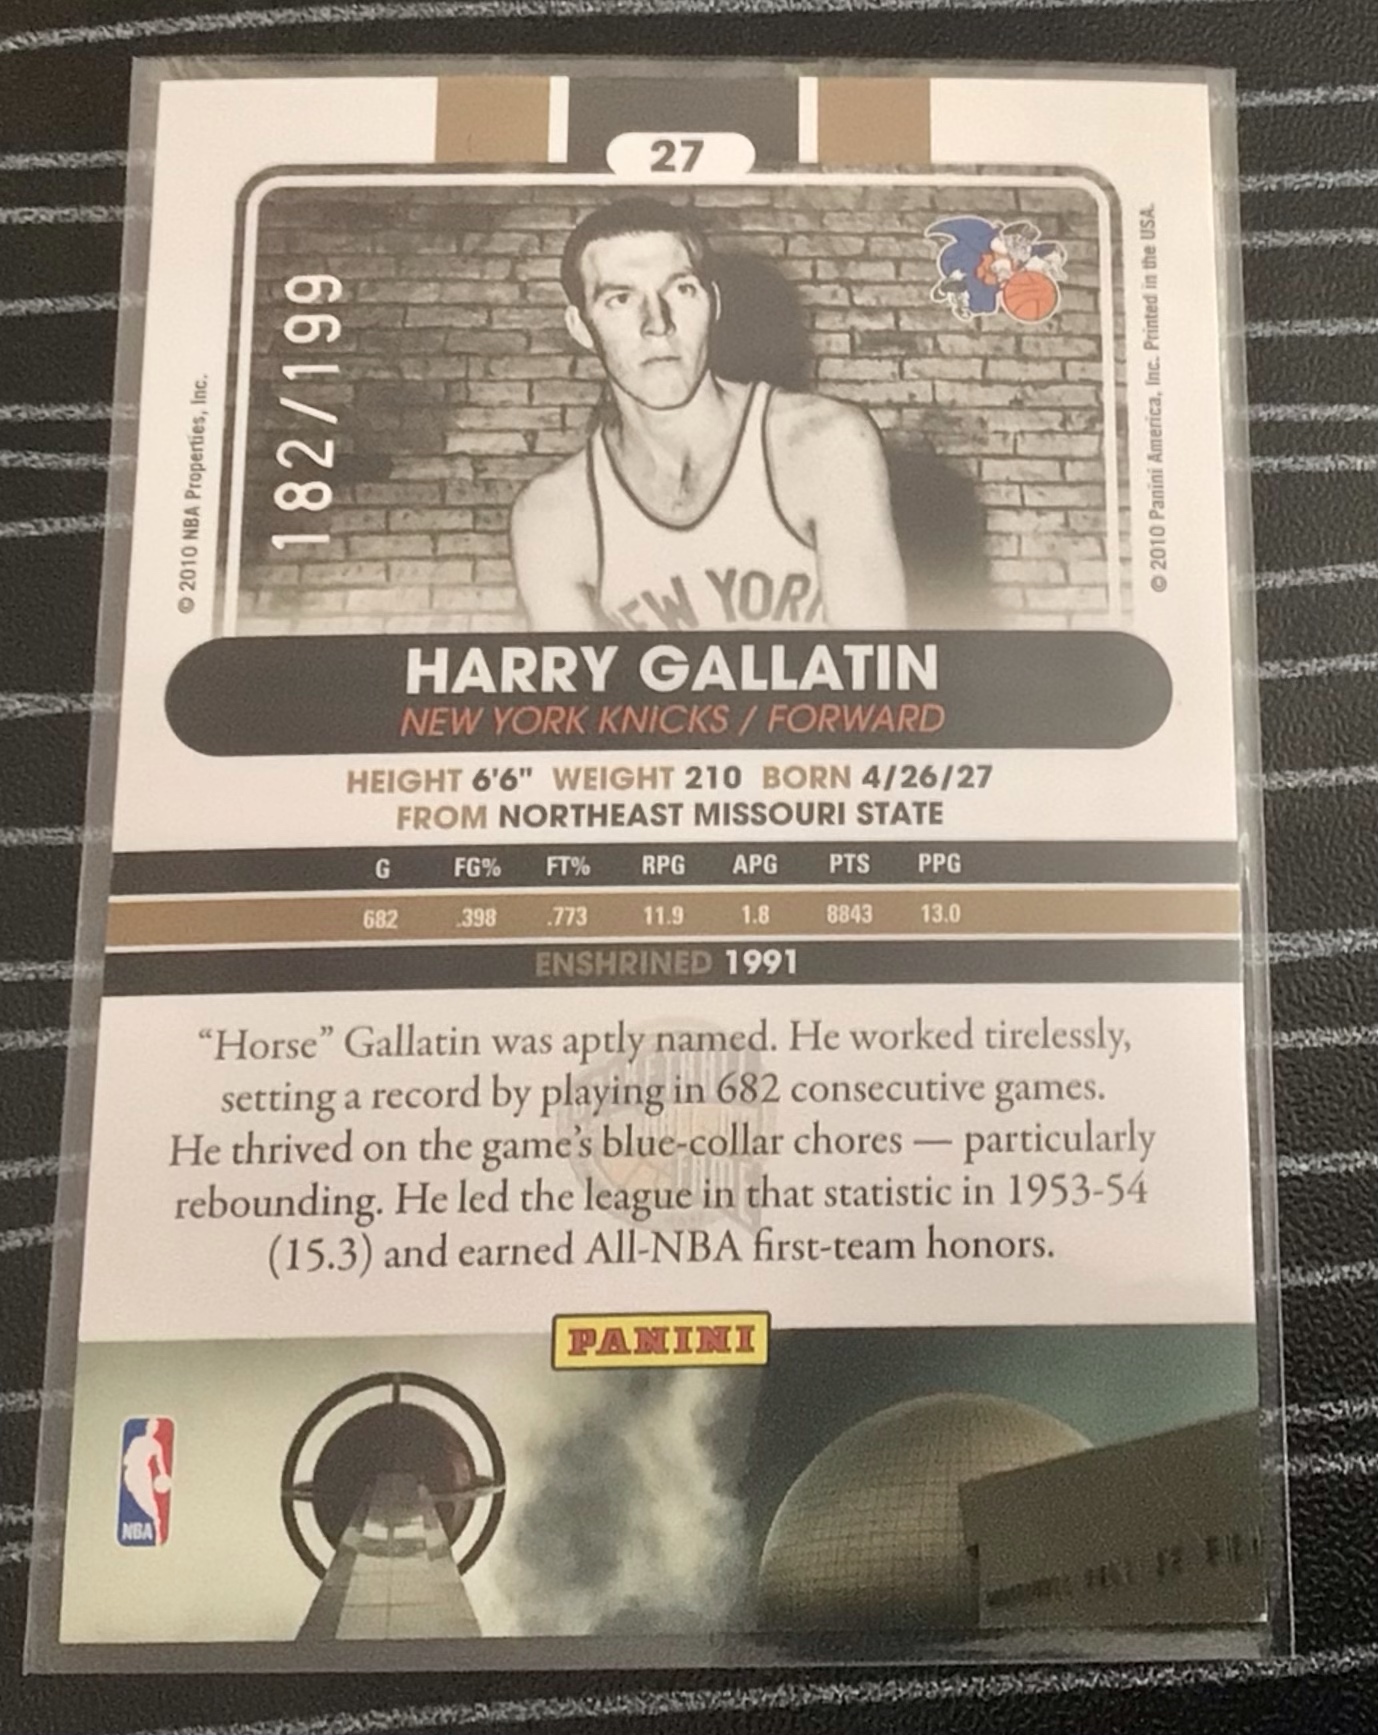 27
182/199
© 2010 NBA Properties, Inc.
© 2010 Panini America, Inc. Printed in the USA.
NEW YORK
HARRY GALLATIN
NEW YORK KNICKS / FORWARD
HEIGHT 6'6" WEIGHT 210 BORN 4/26/27
FROM NORTHEAST MISSOURI STATE
G FG% FT% RPG APG PTS PPG
682 .398 .773 11.9 1.8 8843 13.0
ENSHRINED 1991
“Horse” Gallatin was aptly named. He worked tirelessly,
setting a record by playing in 682 consecutive games.
He thrived on the game’s blue-collar chores — particularly
rebounding. He led the league in that statistic in 1953-54
(15.3) and earned All-NBA first-team honors.
PANINI
NBA